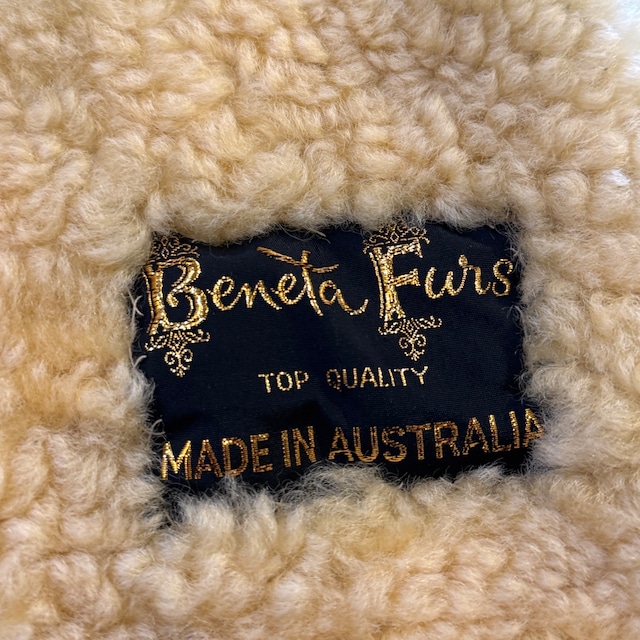 Beneta Furs
TOP QUALITY
MADE IN AUSTRALIA